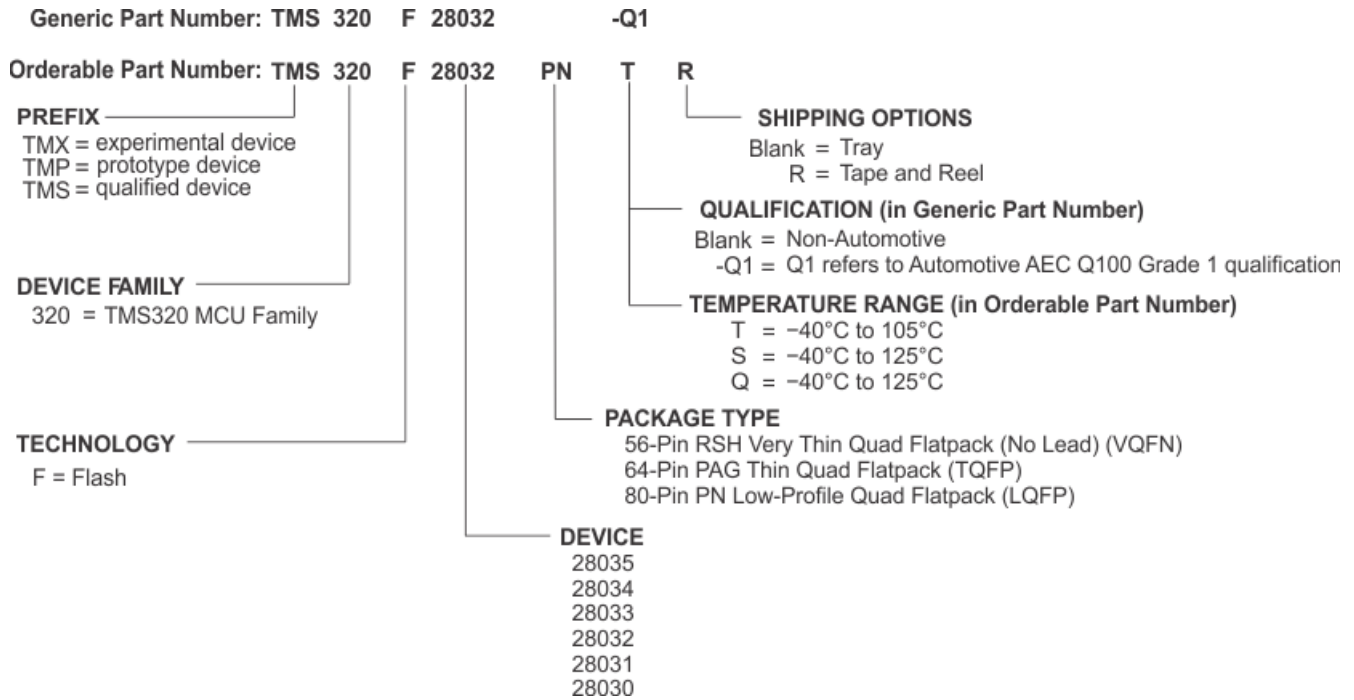 Generic Part Number: TMS 320 F 28032 -Q1
Orderable Part Number: TMS 320 F 28032 PN T R
PREFIX
TMX = experimental device
TMP = prototype device
TMS = qualified device
DEVICE FAMILY
320 = TMS320 MCU Family
TECHNOLOGY
F = Flash
SHIPPING OPTIONS
Blank = Tray
R = Tape and Reel
QUALIFICATION (in Generic Part Number)
Blank = Non-Automotive
-Q1 = Q1 refers to Automotive AEC Q100 Grade 1 qualification
TEMPERATURE RANGE (in Orderable Part Number)
T = −40°C to 105°C
S = −40°C to 125°C
Q = −40°C to 125°C
PACKAGE TYPE
56-Pin RSH Very Thin Quad Flatpack (No Lead) (VQFN)
64-Pin PAG Thin Quad Flatpack (TQFP)
80-Pin PN Low-Profile Quad Flatpack (LQFP)
DEVICE
28035
28034
28033
28032
28031
28030